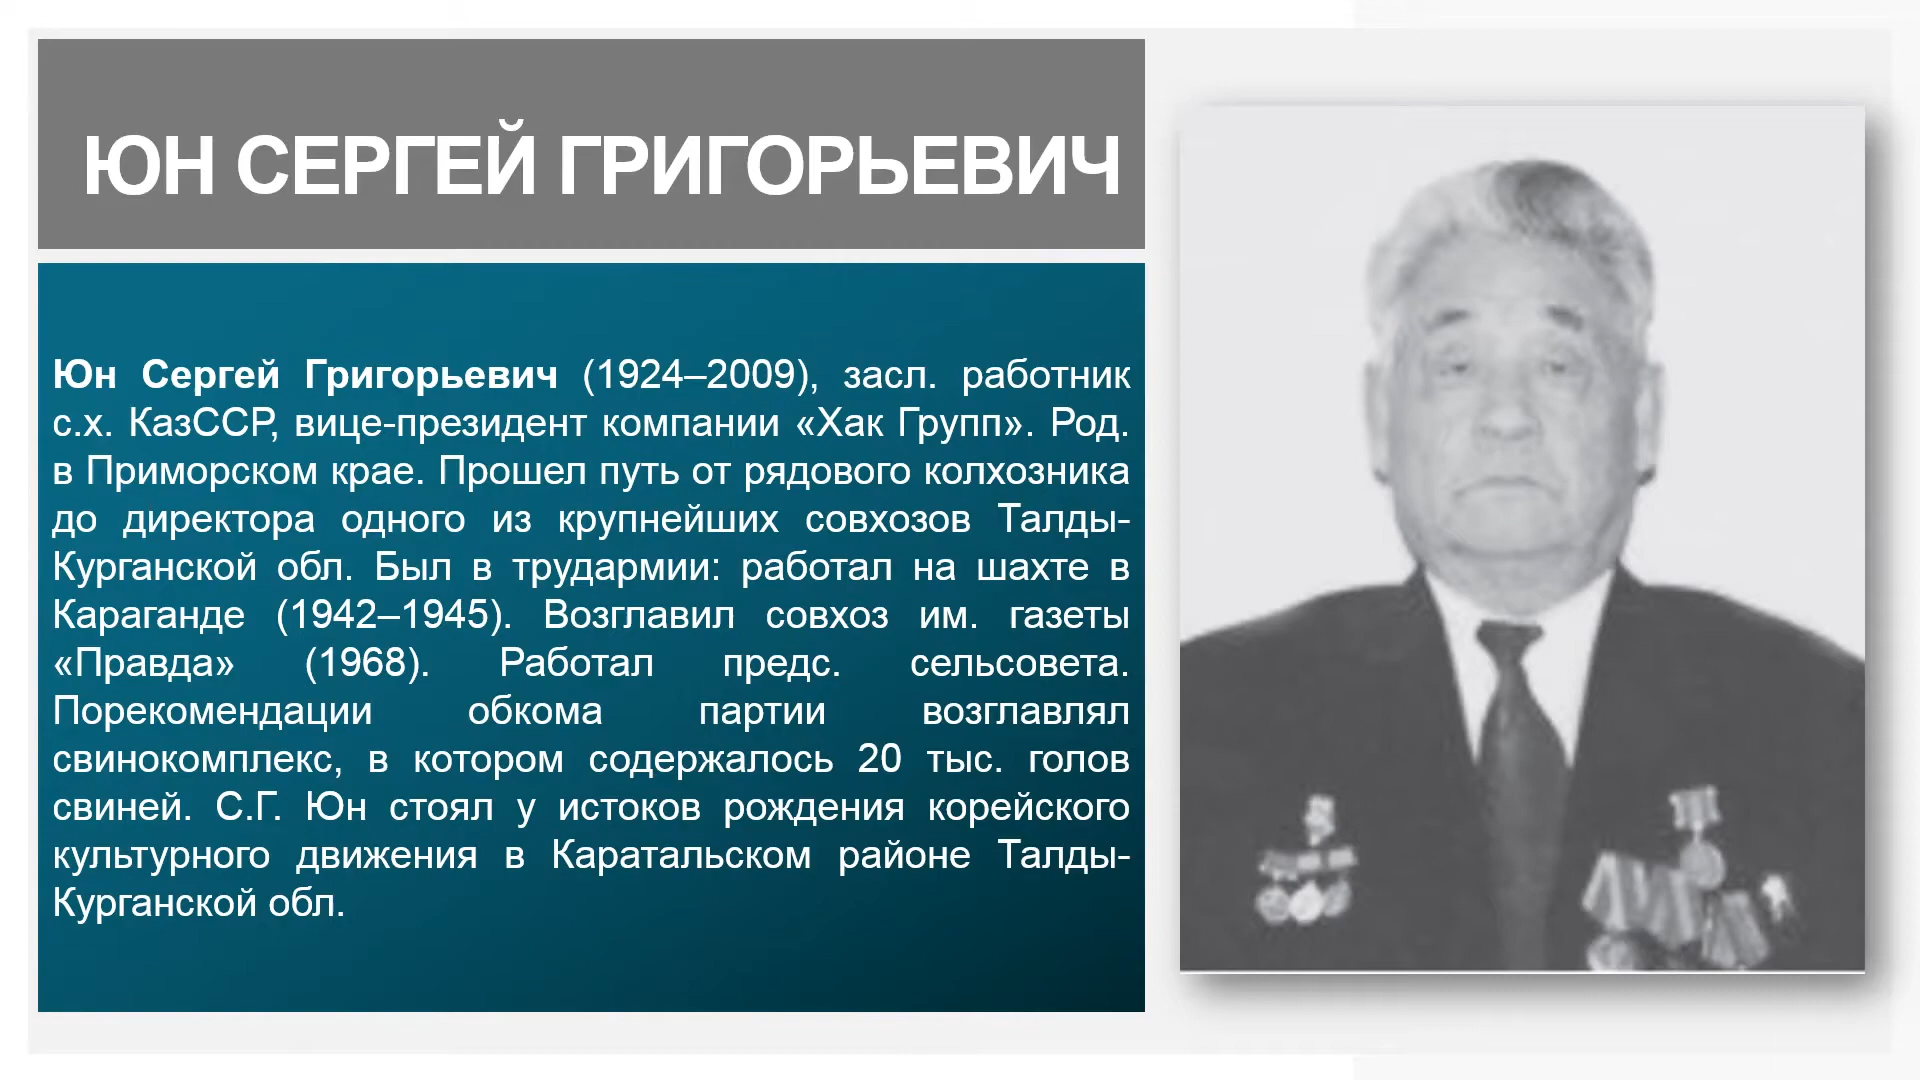 ЮН СЕРГЕЙ ГРИГОРЬЕВИЧ
Юн Сергей Григорьевич (1924–2009), засл. работник
с.х. КазССР, вице-президент компании «Хак Групп». Род.
в Приморском крае. Прошел путь от рядового колхозника
до директора одного из крупнейших совхозов Талды-
Курганской обл. Был в трудармии: работал на шахте в
Караганде (1942–1945). Возглавил совхоз им. газеты
«Правда» (1968). Работал предс. сельсовета.
Порекомендации обкома партии возглавлял
свинокомплекс, в котором содержалось 20 тыс. голов
свиней. С.Г. Юн стоял у истоков рождения корейского
культурного движения в Каратальском районе Талды-
Курганской обл.